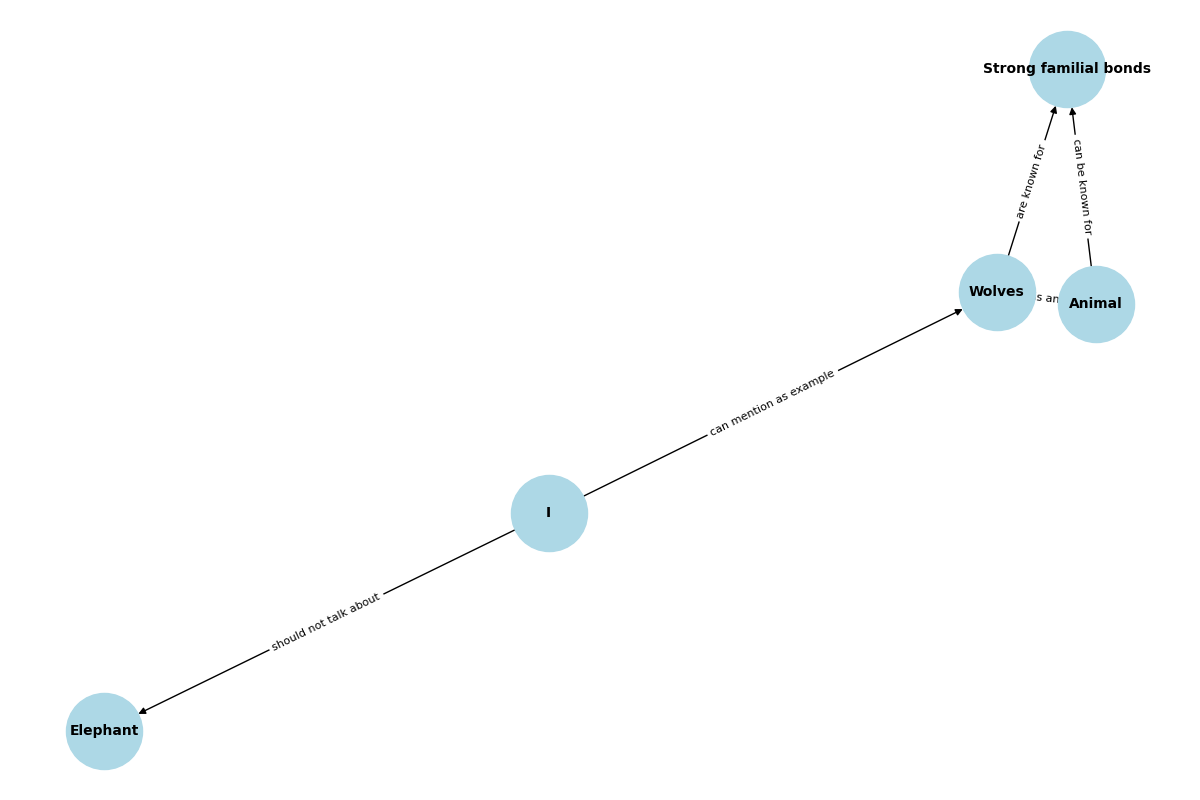 Strong familial bonds
are known for
can be known for
Wolves
s an
Animal
can mention as example
I
should not talk about
Elephant